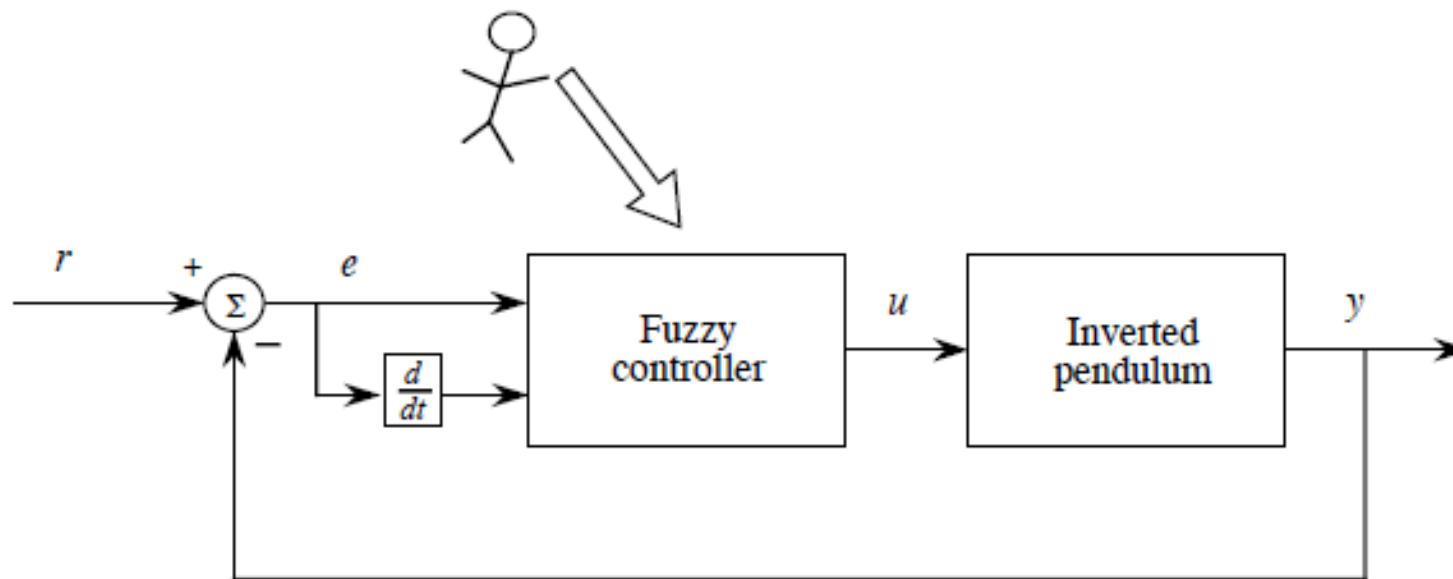 r
+
Σ
−
e
d
dt
Fuzzy
controller
u
Inverted
pendulum
y